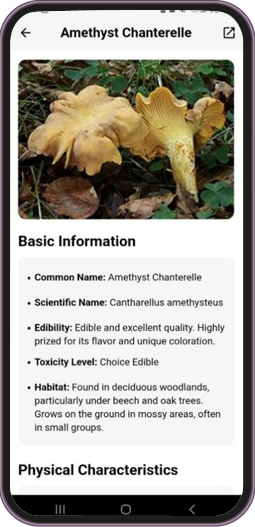 Amethyst Chanterelle
Basic Information
• Common Name: Amethyst Chanterelle
• Scientific Name: Cantharellus amethysteus
• Edibility: Edible and excellent quality. Highly
prized for its flavor and unique coloration.
• Toxicity Level: Choice Edible
• Habitat: Found in deciduous woodlands,
particularly under beech and oak trees.
Grows on the ground in mossy areas, often
in small groups.
Physical Characteristics